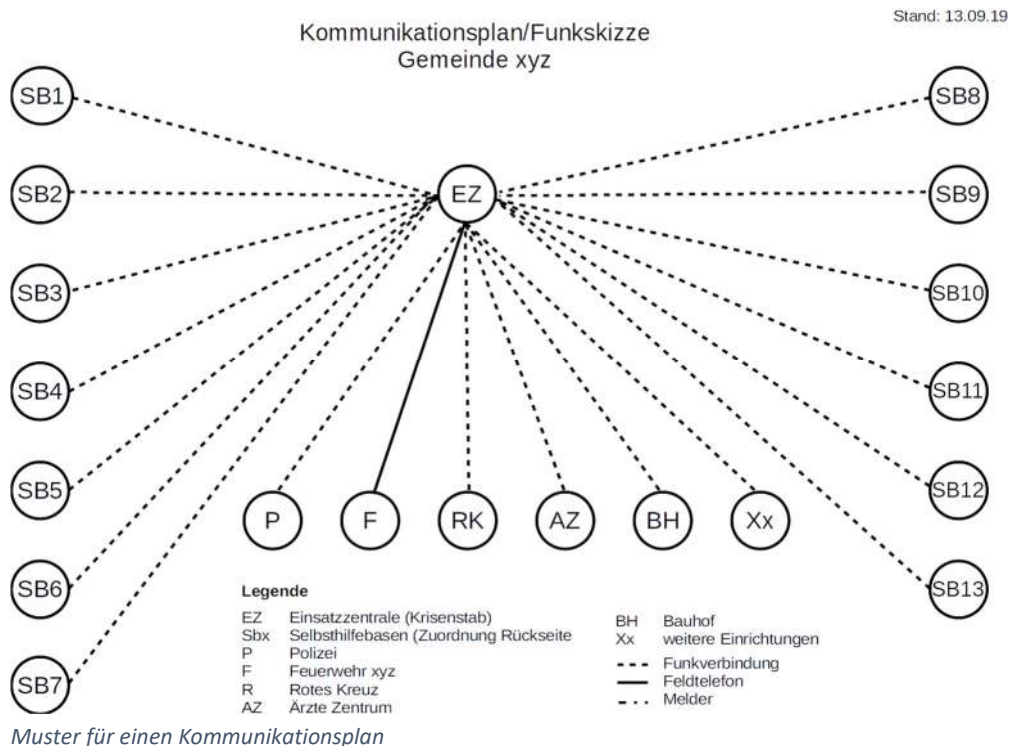 Stand: 13.09.19
Kommunikationsplan/Funkskizze
Gemeinde xyz
SB1
SB8
EZ
SB2
SB9
SB3
SB10
SB4
SB11
SB5
SB12
P
F
RK
AZ
BH
Xx
SB6
SB13
SB7
Legende
EZ Einsatzzentrale (Krisenstab)
Sbx Selbsthilfebasen (Zuordnung Rückseite
P Polizei
F Feuerwehr xyz
R Rotes Kreuz
AZ Ärzte Zentrum
BH Bauhof
Xx weitere Einrichtungen
Funkverbindung
Feldtelefon
Melder
Muster für einen Kommunikationsplan